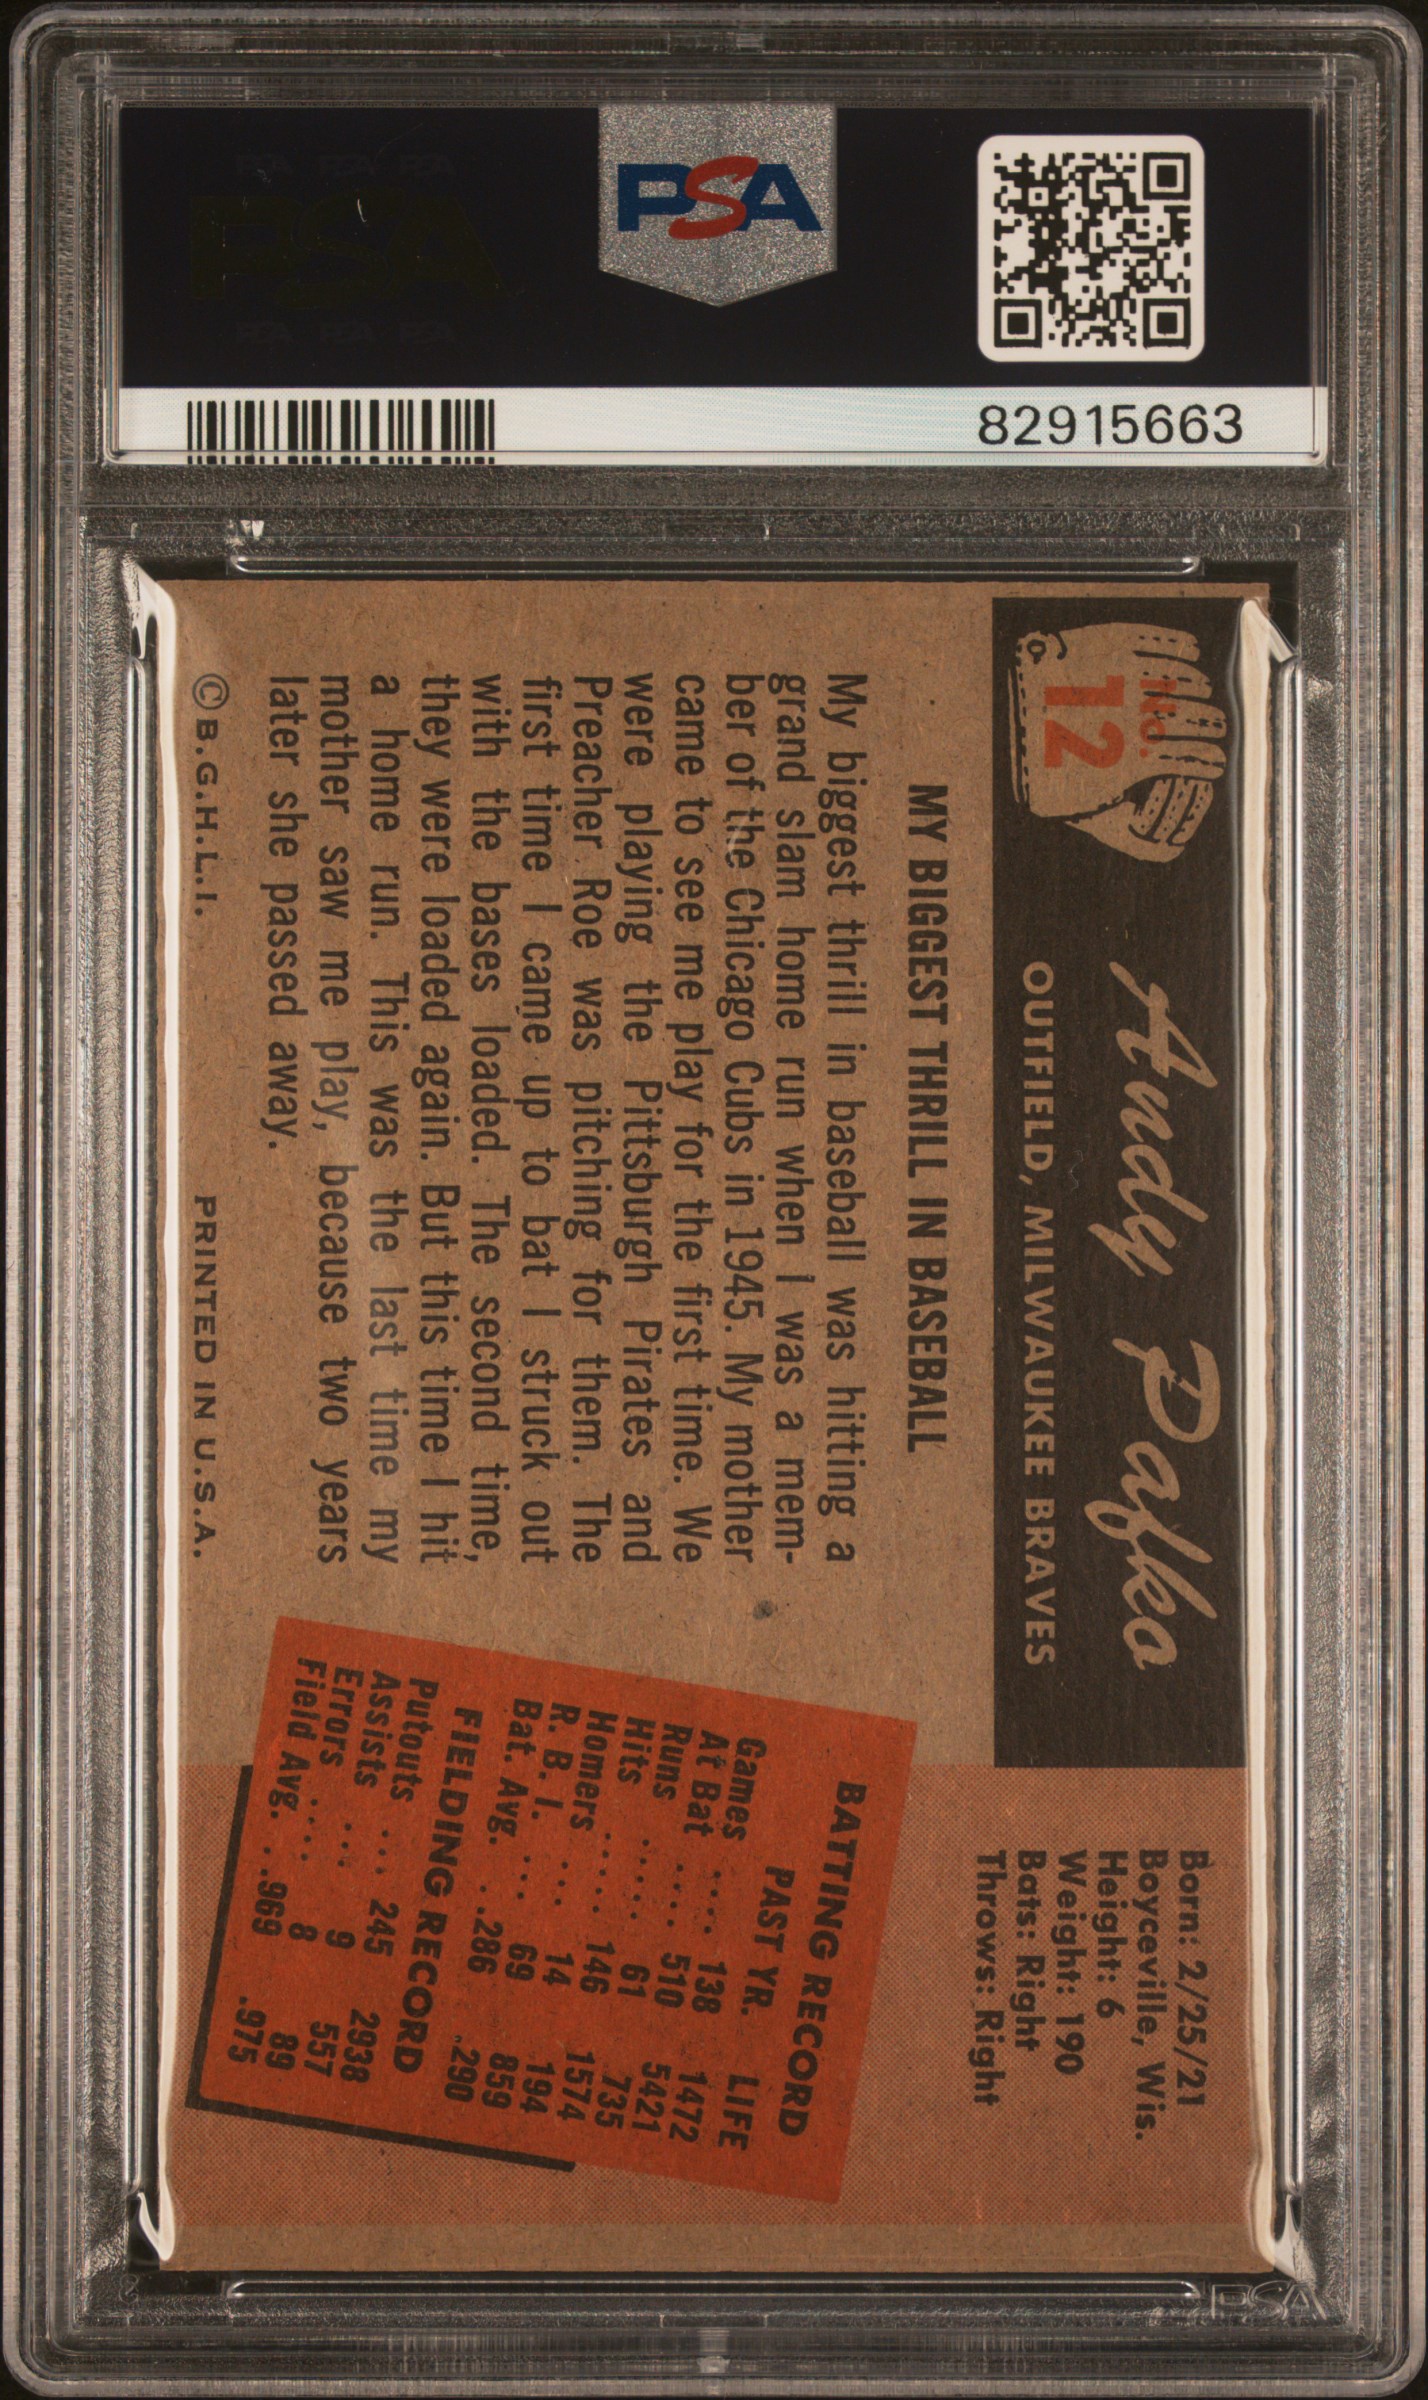 PSA
82915663
No.
12
Andy Pafko
OUTFIELD, MILWAUKEE BRAVES
Born: 2/25/21
Boyceville, Wis.
Height: 6
Weight: 190
Bats: Right
Throws: Right
MY BIGGEST THRILL IN BASEBALL
My biggest thrill in baseball was hitting a
grand slam home run when I was a mem-
ber of the Chicago Cubs in 1945. My mother
came to see me play for the first time. We
were playing the Pittsburgh Pirates and
Preacher Roe was pitching for them. The
first time I came up to bat I struck out
with the bases loaded. The second time,
they were loaded again. But this time I hit
a home run. This was the last time my
mother saw me play, because two years
later she passed away.
© B.G.H.L.I. PRINTED IN U.S.A.
BATTING RECORD
PAST YR. LIFE
Games .... 138 1472
At Bat .... 510 5421
Runs ..... 61 735
Hits ..... 146 1574
Homers ... 14 194
R. B. I. .... 69 859
Bat. Avg. . .286 .290
FIELDING RECORD
Putouts ... 245 2938
Assists ... 9 557
Errors .... 8 89
Field Avg. . .969 .975
PSA PSA PSA
PSA
PSA PSA PSA
PSA